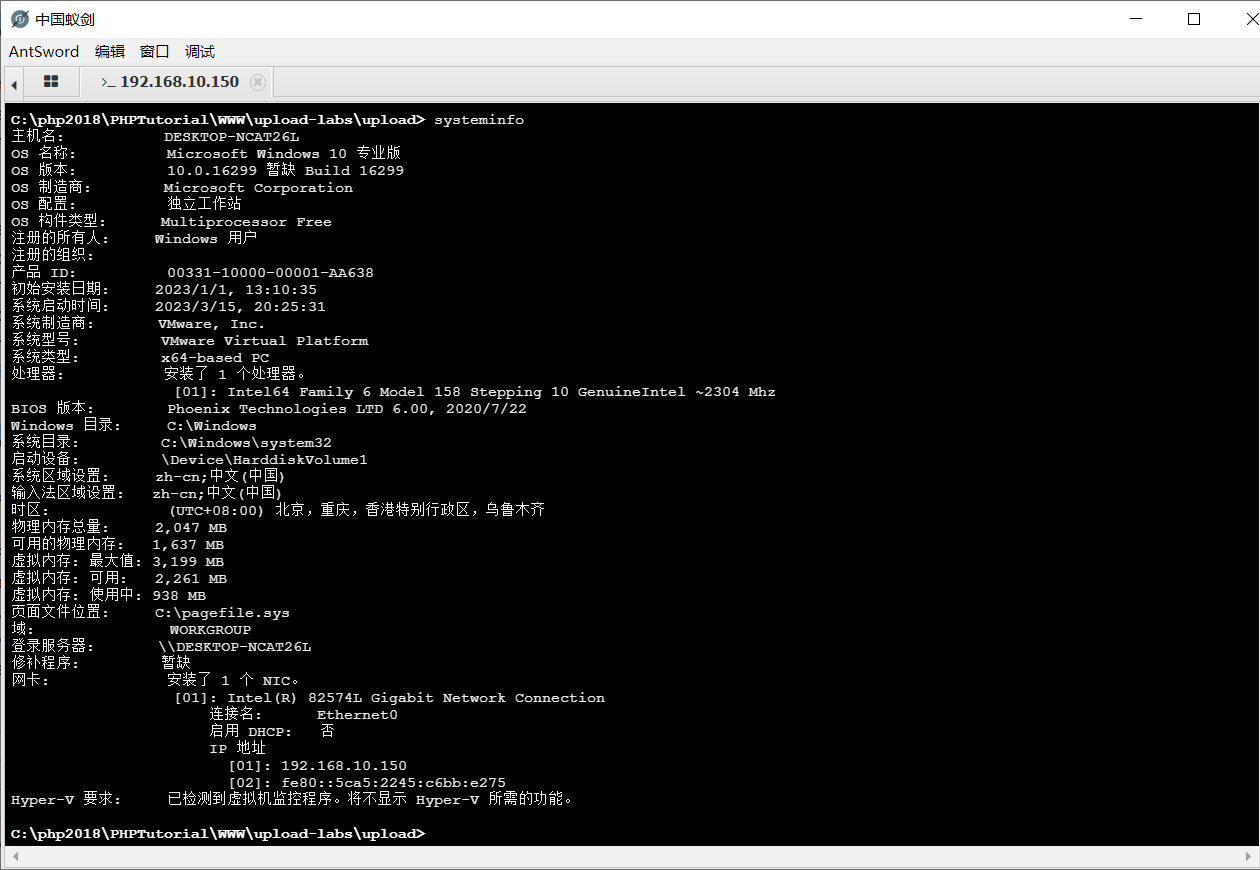 中国蚁剑
AntSword 编辑 窗口 调试
>_ 192.168.10.150
C:\php2018\PHPTutorial\WWW\upload-labs\upload> systeminfo
主机名: DESKTOP-NCAT26L
OS 名称: Microsoft Windows 10 专业版
OS 版本: 10.0.16299 暂缺 Build 16299
OS 制造商: Microsoft Corporation
OS 配置: 独立工作站
OS 构件类型: Multiprocessor Free
注册的所有人: Windows 用户
注册的组织:
产品 ID: 00331-10000-00001-AA638
初始安装日期: 2023/1/1, 13:10:35
系统启动时间: 2023/3/15, 20:25:31
系统制造商: VMware, Inc.
系统型号: VMware Virtual Platform
系统类型: x64-based PC
处理器: 安装了 1 个处理器。
[01]: Intel64 Family 6 Model 158 Stepping 10 GenuineIntel ~2304 Mhz
BIOS 版本: Phoenix Technologies LTD 6.00, 2020/7/22
Windows 目录: C:\Windows
系统目录: C:\Windows\system32
启动设备: \Device\HarddiskVolume1
系统区域设置: zh-cn;中文(中国)
输入法区域设置: zh-cn;中文(中国)
时区: (UTC+08:00) 北京，重庆，香港特别行政区，乌鲁木齐
物理内存总量: 2,047 MB
可用的物理内存: 1,637 MB
虚拟内存: 最大值: 3,199 MB
虚拟内存: 可用: 2,261 MB
虚拟内存: 使用中: 938 MB
页面文件位置: C:\pagefile.sys
域: WORKGROUP
登录服务器: \\DESKTOP-NCAT26L
修补程序: 暂缺
网卡: 安装了 1 个 NIC。
[01]: Intel(R) 82574L Gigabit Network Connection
连接名: Ethernet0
启用 DHCP: 否
IP 地址
[01]: 192.168.10.150
[02]: fe80::5ca5:2245:c6bb:e275
Hyper-V 要求: 已检测到虚拟机监控程序。将不显示 Hyper-V 所需的功能。
C:\php2018\PHPTutorial\WWW\upload-labs\upload>